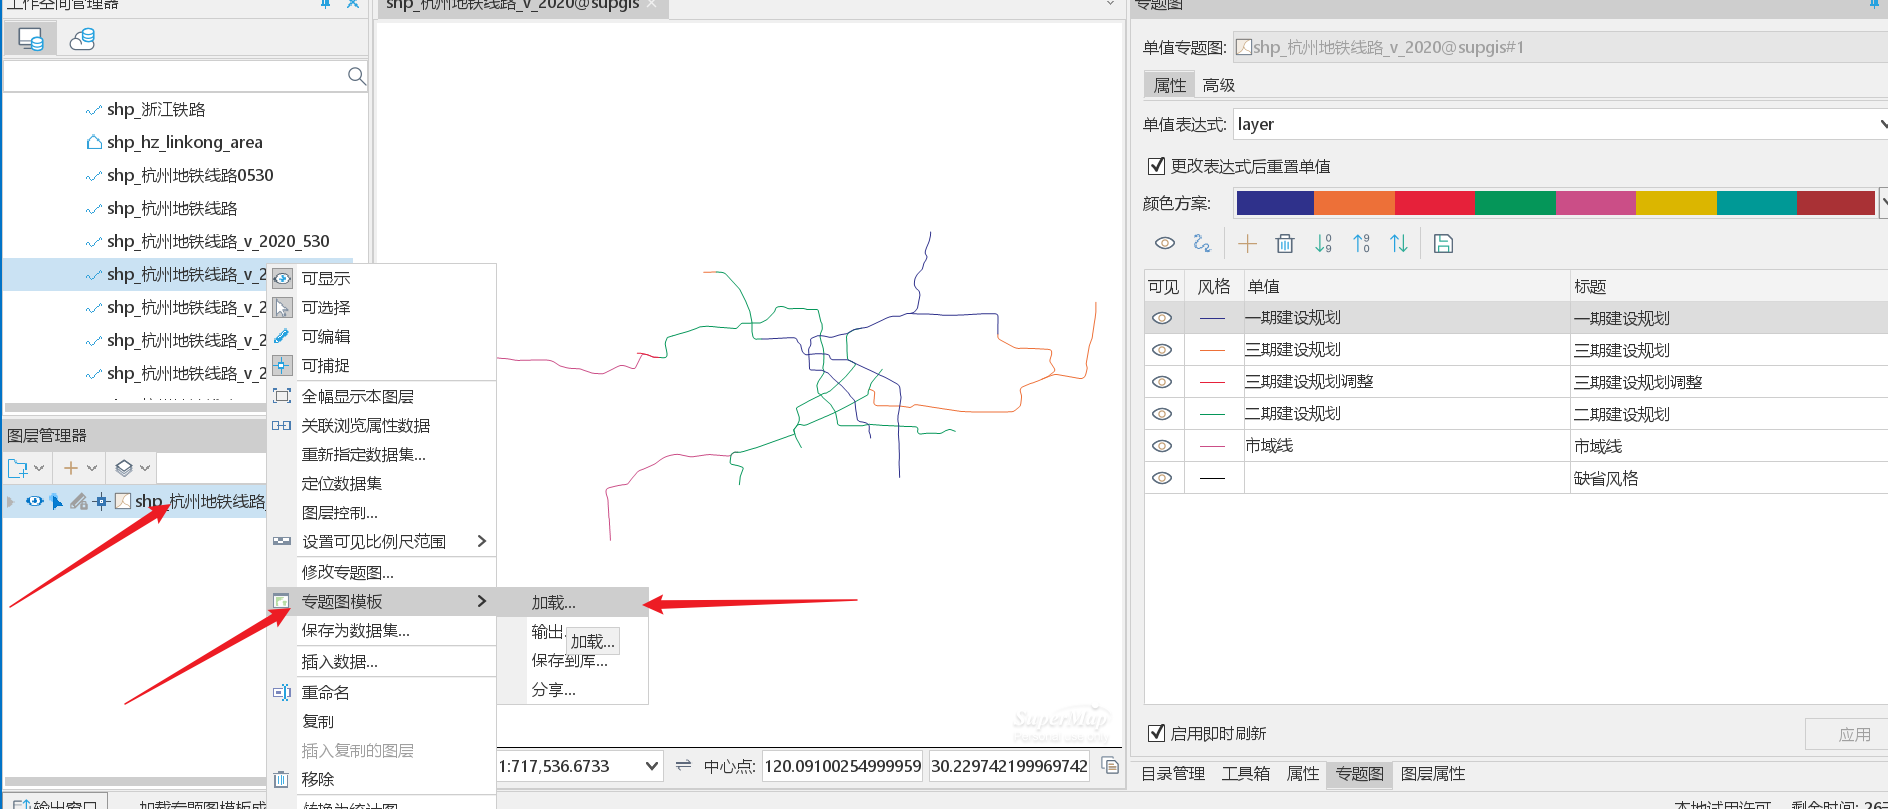 工作空间管理器
shp_浙江铁路
shp_hz_linkong_area
shp_杭州地铁线路0530
shp_杭州地铁线路
shp_杭州地铁线路_v_2020_530
shp_杭州地铁线路_v_2
shp_杭州地铁线路_v_2
shp_杭州地铁线路_v_2
shp_杭州地铁线路_v_2
图层管理器
shp_杭州地铁线路_
输出窗口
加载专题图模板成
shp_杭州地铁线路_v_2020@supgis
可显示
可选择
可编辑
可捕捉
全幅显示本图层
关联浏览属性数据
重新指定数据集...
定位数据集
图层控制...
设置可见比例尺范围
修改专题图...
专题图模板
保存为数据集...
插入数据...
重命名
复制
插入复制的图层
移除
转换为统计图
加载...
输出
加载...
保存到库...
分享...
SuperMap
Personal use only
1:717,536.6733
中心点:
120.09100254999959
30.229742199969742
专题图
单值专题图:
shp_杭州地铁线路_v_2020@supgis#1
属性 高级
单值表达式: layer
更改表达式后重置单值
颜色方案:
可见 风格 单值 标题
一期建设规划 一期建设规划
三期建设规划 三期建设规划
三期建设规划调整 三期建设规划调整
二期建设规划 二期建设规划
市域线 市域线
缺省风格
启用即时刷新
应用
目录管理 工具箱 属性 专题图 图层属性
本地试用许可 剩余时间: 26天